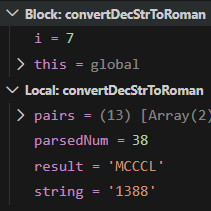 Block: convertDecStrToRoman
i = 7
this = global
Local: convertDecStrToRoman
pairs = (13) [Array(2)
parsedNum = 38
result = 'MCCCL'
string = '1388'